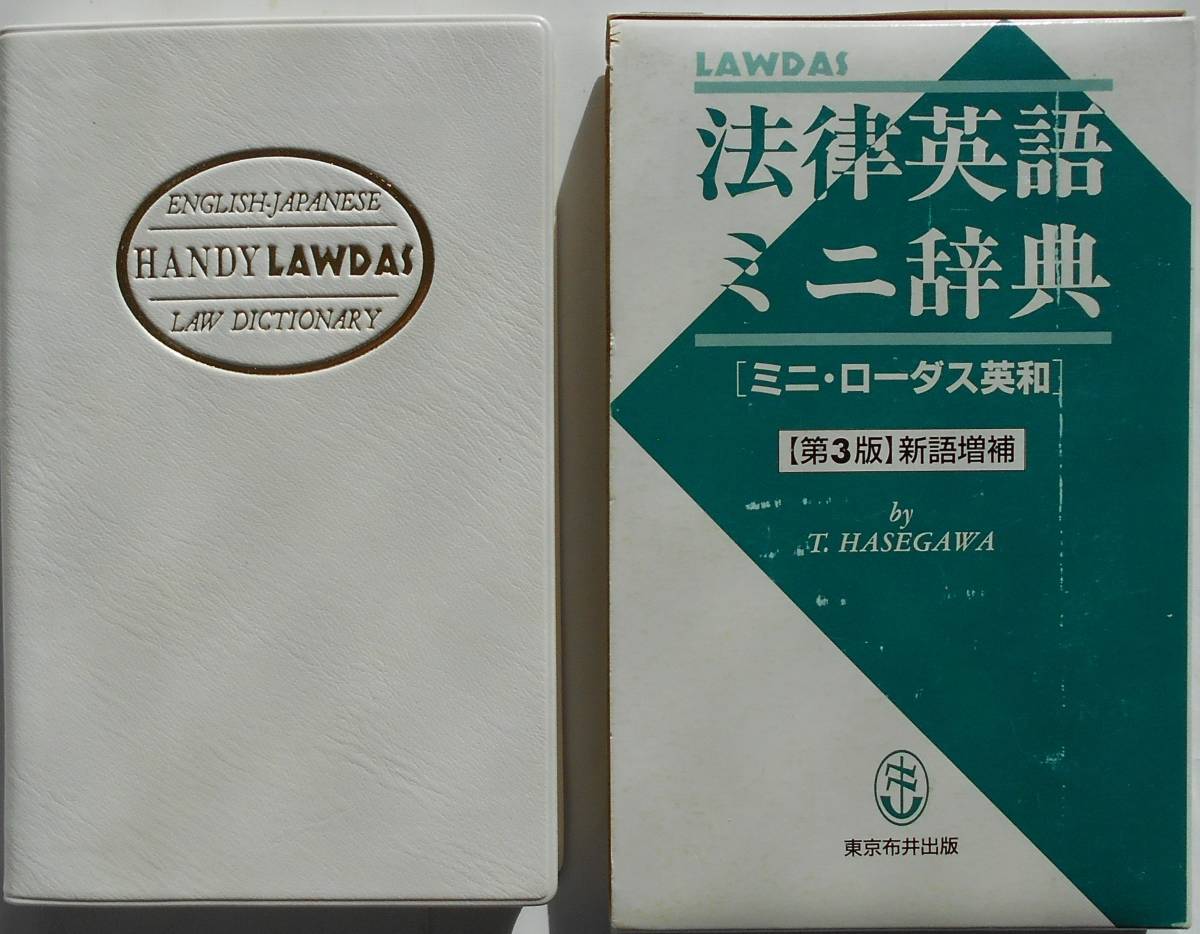 ENGLISH-JAPANESE
HANDY LAWDAS
LAW DICTIONARY
LAWDAS
法律英語
ミニ辞典
[ミニ・ローダス英和]
【第3版】新語増補
by
T. HASEGAWA
東京布井出版